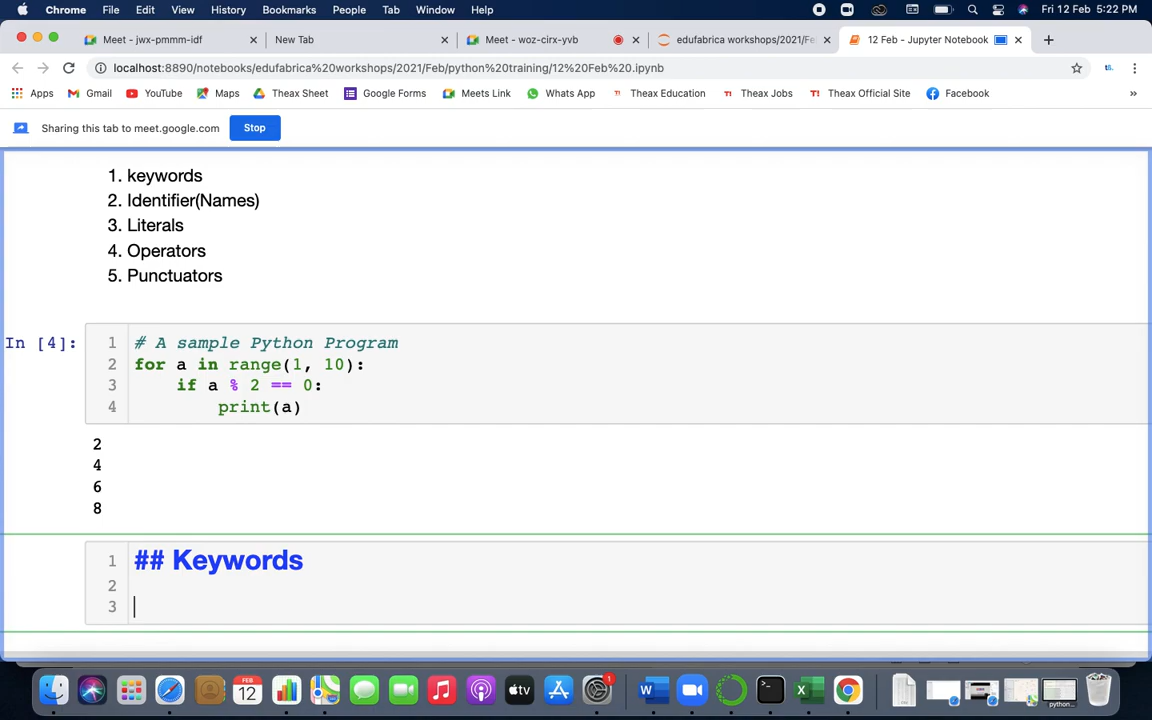 Chrome File Edit View History Bookmarks People Tab Window Help Fri 12 Feb 5:22 PM
Meet - jwx-pmmm-idf New Tab Meet - woz-cirx-yvb edufabrica workshops/2021/Fe 12 Feb - Jupyter Notebook
localhost:8890/notebooks/edufabrica%20workshops/2021/Feb/python%20training/12%20Feb%20.ipynb
Apps Gmail YouTube Maps Theax Sheet Google Forms Meets Link Whats App Theax Education Theax Jobs Theax Official Site Facebook »
Sharing this tab to meet.google.com Stop
1. keywords
2. Identifier(Names)
3. Literals
4. Operators
5. Punctuators
In [4]: 1 # A sample Python Program
2 for a in range(1, 10):
3 if a % 2 == 0:
4 print(a)
2
4
6
8
1 ## Keywords
2
3
FEB
12
tv
1
python...